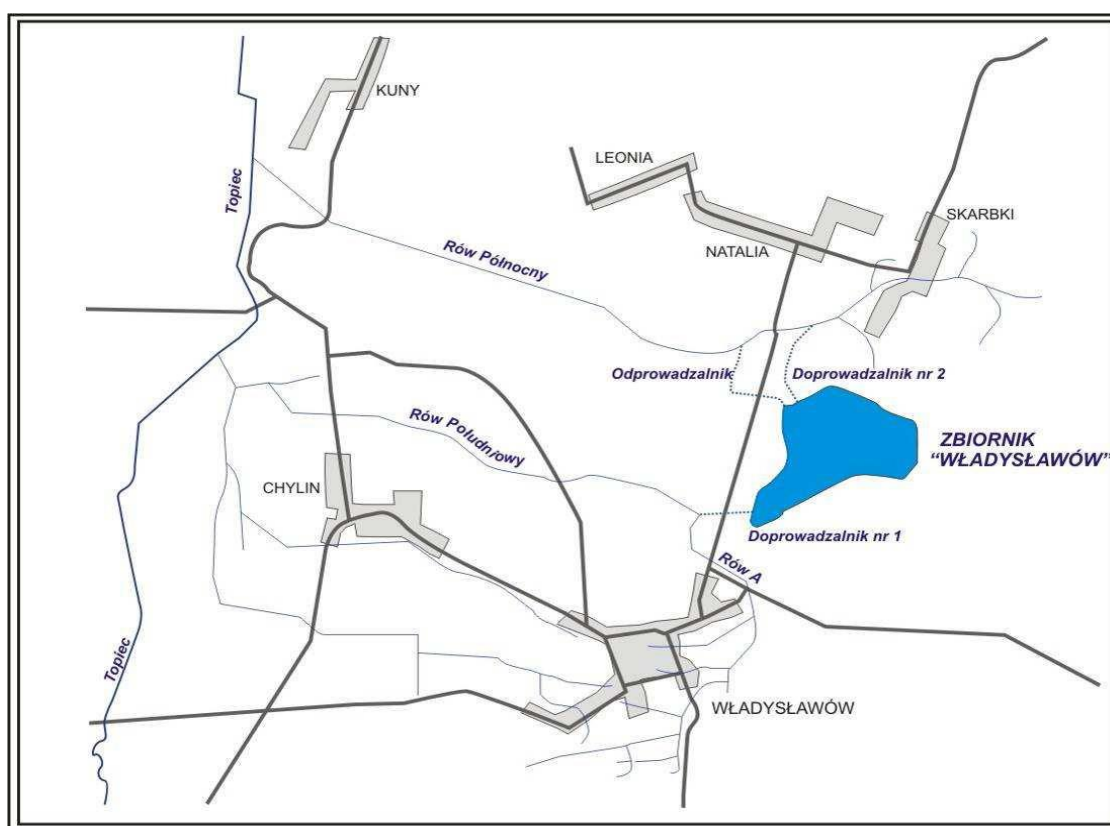 KUNY
LEONIA
Topiec
SKARBKI
Rów Północny
NATALIA
Odprowadzalnik
Doprowadzalnik nr 2
Rów Południowy
ZBIORNIK
“WŁADYSŁAWÓW”
CHYLIN
Doprowadzalnik nr 1
Rów A
Topiec
WŁADYSŁAWÓW